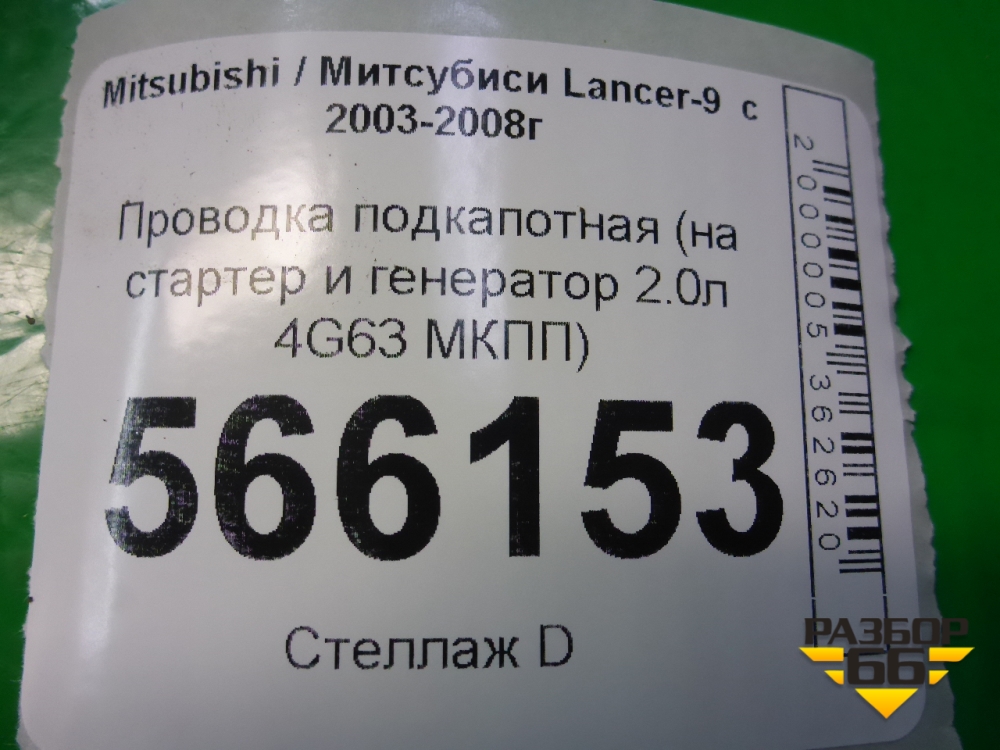 Mitsubishi / Митсубиси Lancer-9 с
2003-2008г
Проводка подкапотная (на
стартер и генератор 2.0л
4G63 МКПП)
566153
Стеллаж D
2000005362620
РАЗБОР
66